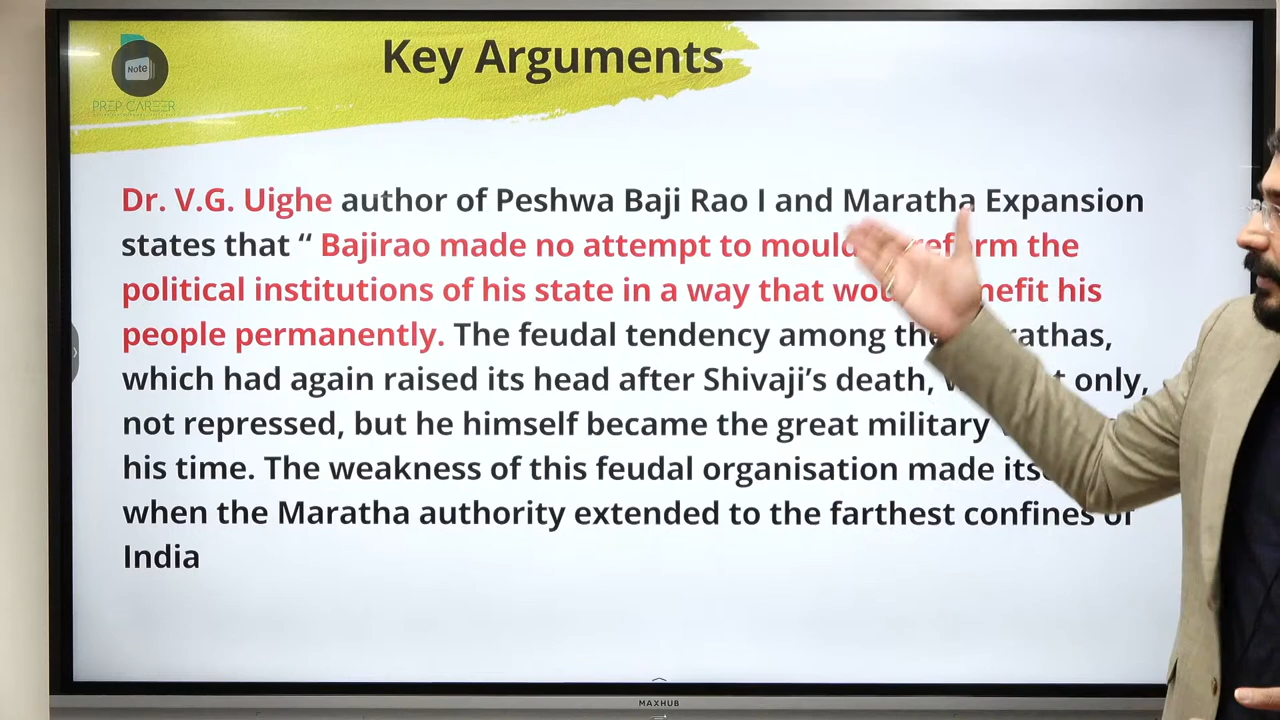 Key Arguments
Note
PREP CAREER
Dr. V.G. Uighe author of Peshwa Baji Rao I and Maratha Expansion
states that “ Bajirao made no attempt to mould the
political institutions of his state in a way that his
people permanently. The feudal tendency among
which had again raised its head after Shivaji’s death, only,
not repressed, but he himself became the great military
his time. The weakness of this feudal organisation made
when the Maratha authority extended to the farthest confines of
India
MAXHUB